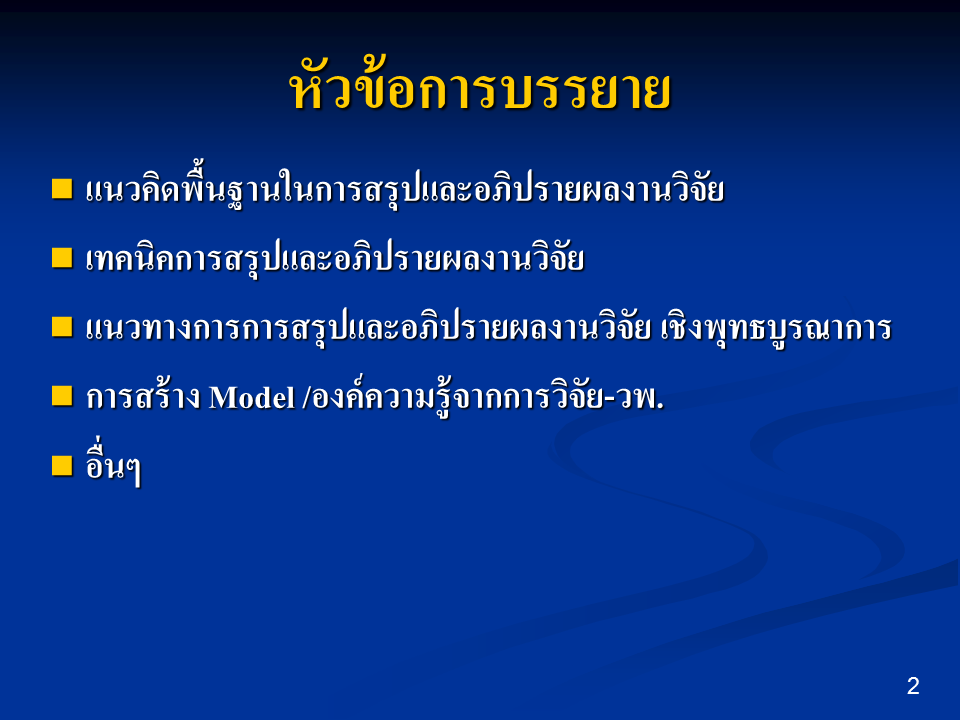 หัวข้อการบรรยาย
แนวคิดพื้นฐานในการสรุปและอภิปรายผลงานวิจัย
เทคนิคการสรุปและอภิปรายผลงานวิจัย
แนวทางการการสรุปและอภิปรายผลงานวิจัย เชิงพุทธบูรณาการ
การสร้าง Model /องค์ความรู้จากการวิจัย-วพ.
อื่นๆ
2